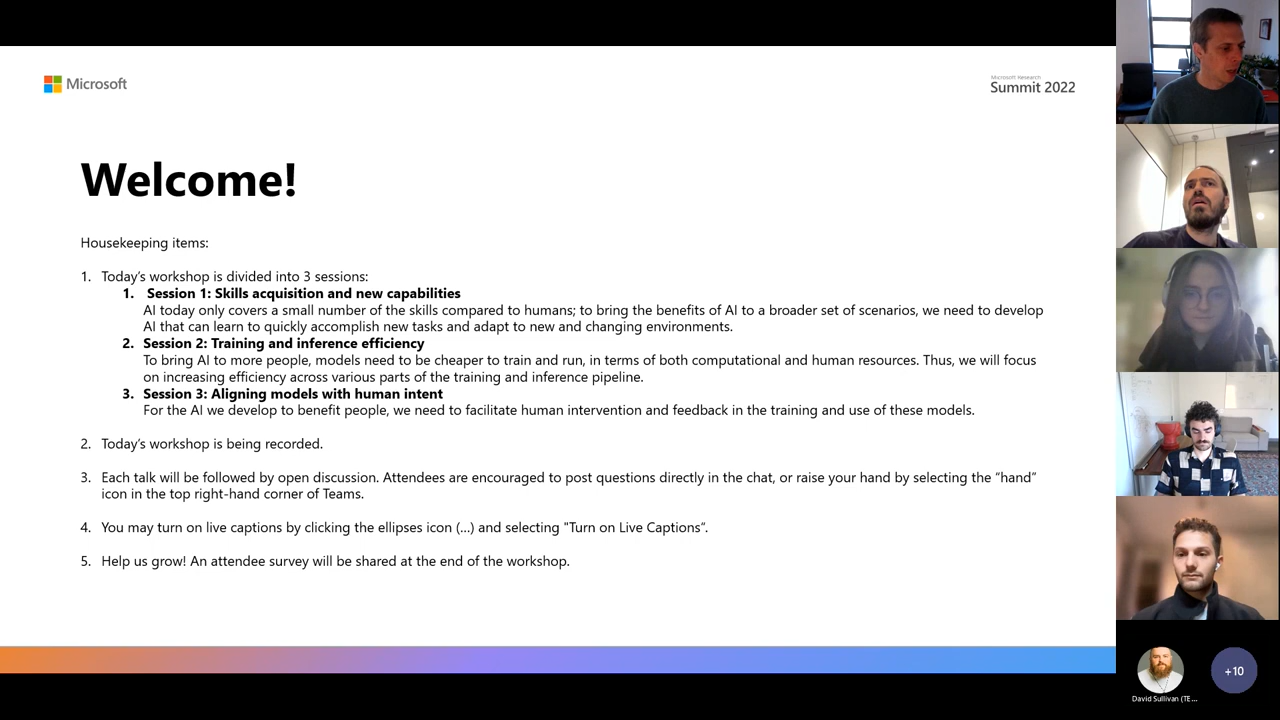 Microsoft
Microsoft Research
Summit 2022
Welcome!
Housekeeping items:
1. Today's workshop is divided into 3 sessions:
1. Session 1: Skills acquisition and new capabilities
AI today only covers a small number of the skills compared to humans; to bring the benefits of AI to a broader set of scenarios, we need to develop
AI that can learn to quickly accomplish new tasks and adapt to new and changing environments.
2. Session 2: Training and inference efficiency
To bring AI to more people, models need to be cheaper to train and run, in terms of both computational and human resources. Thus, we will focus
on increasing efficiency across various parts of the training and inference pipeline.
3. Session 3: Aligning models with human intent
For the AI we develop to benefit people, we need to facilitate human intervention and feedback in the training and use of these models.
2. Today's workshop is being recorded.
3. Each talk will be followed by open discussion. Attendees are encouraged to post questions directly in the chat, or raise your hand by selecting the “hand”
icon in the top right-hand corner of Teams.
4. You may turn on live captions by clicking the ellipses icon (…) and selecting "Turn on Live Captions”.
5. Help us grow! An attendee survey will be shared at the end of the workshop.
David Sullivan (TE...
+10